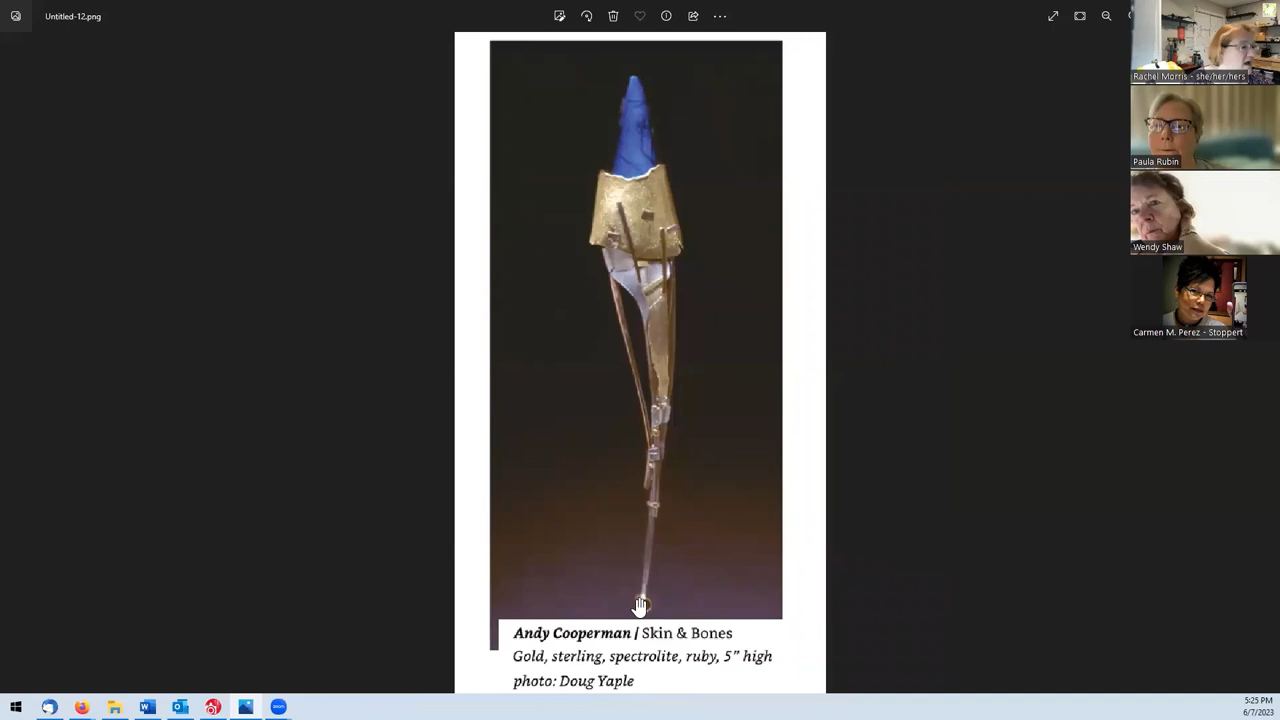 Untitled-12.png
Rachel Morris - she/her/hers
Paula Rubin
Wendy Shaw
Carmen M. Perez - Stoppert
Andy Cooperman / Skin & Bones
Gold, sterling, spectrolite, ruby, 5" high
photo: Doug Yaple
zoom
5:25 PM
6/7/2023